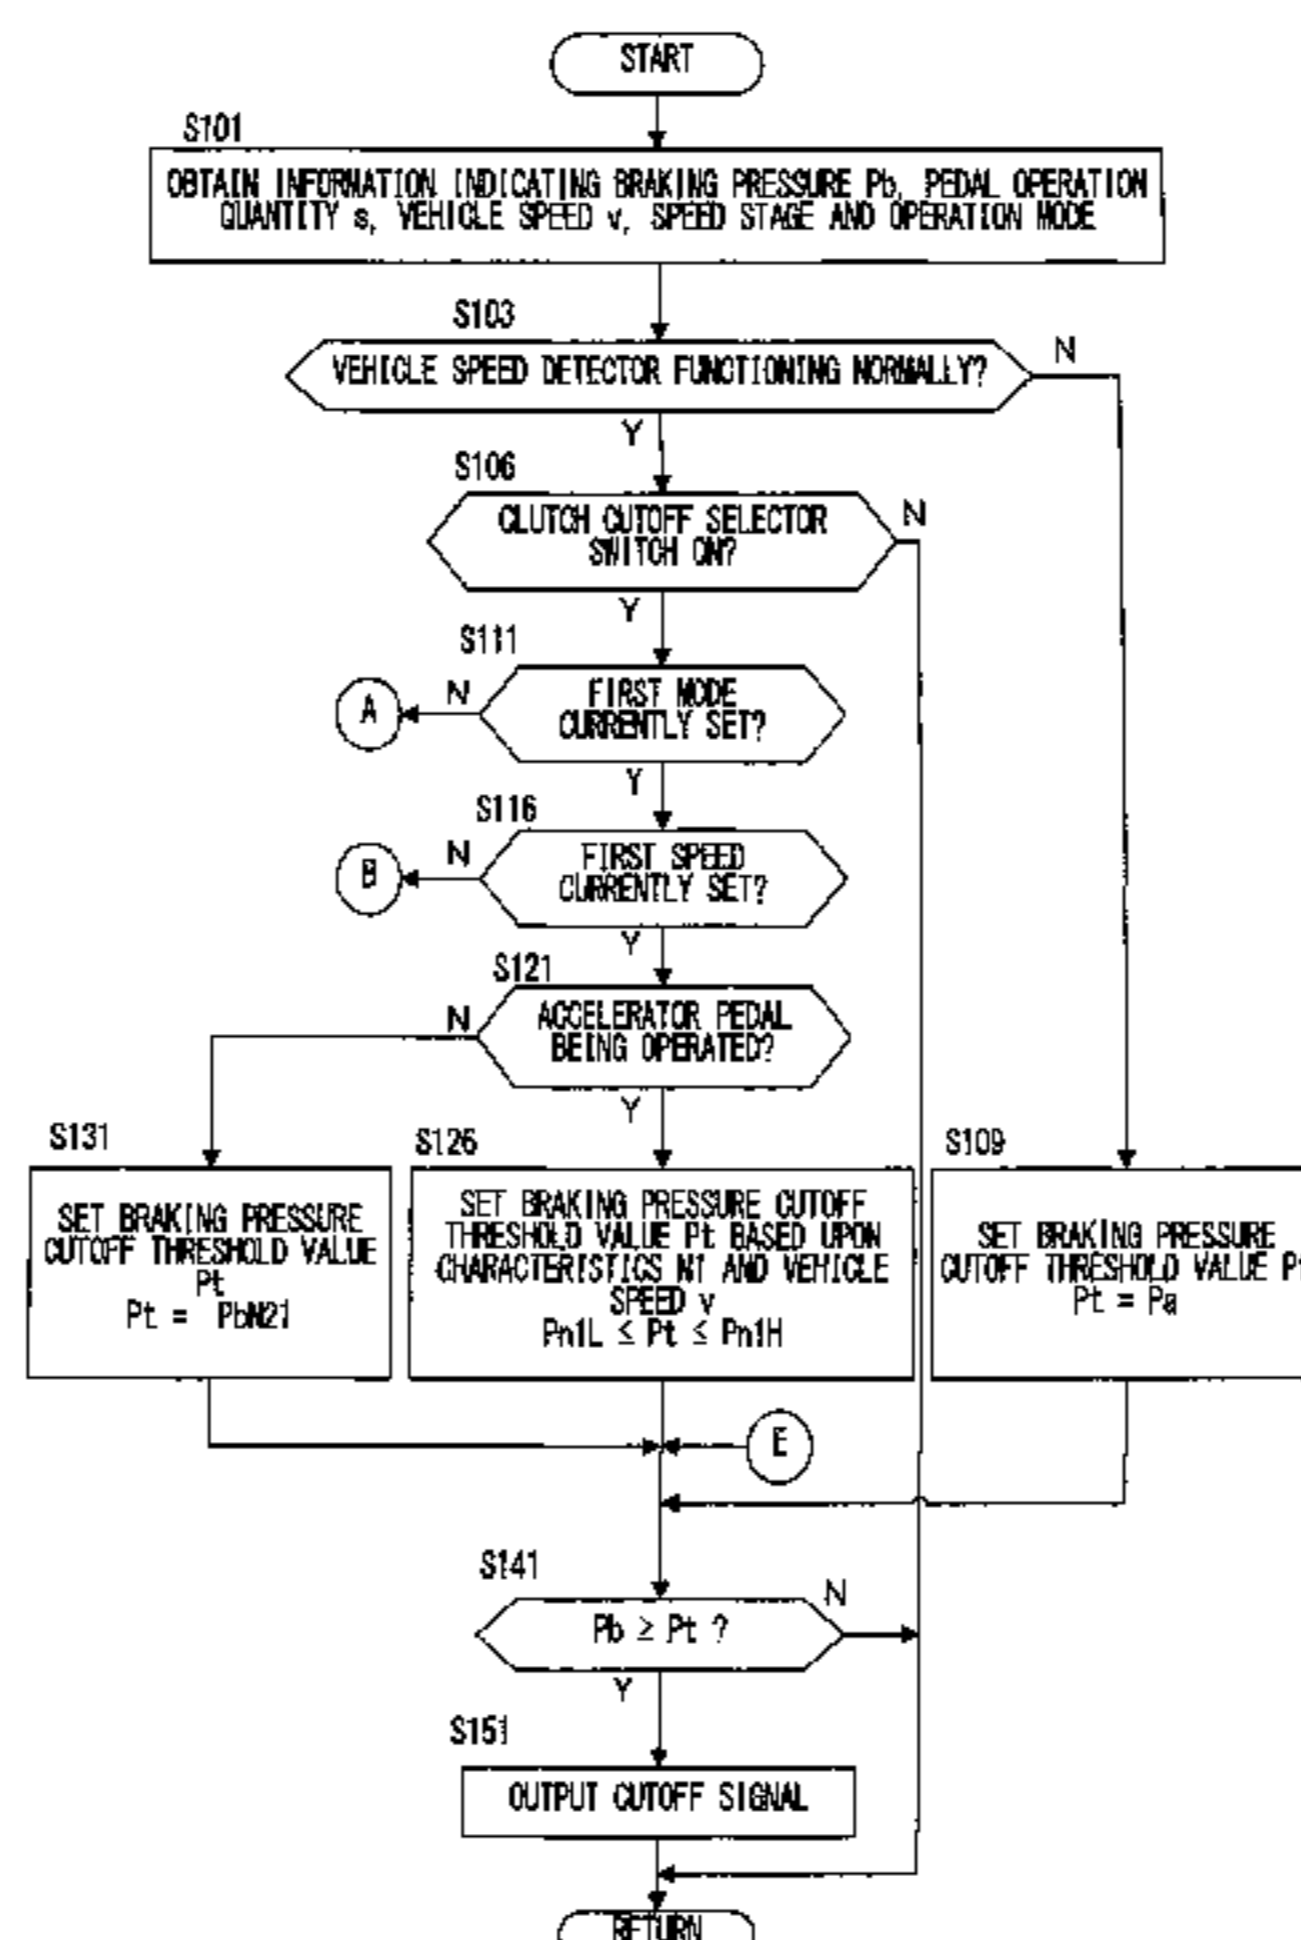 START
S101
OBTAIN INFORMATION INDICATING BRAKING PRESSURE Pb, PEDAL OPERATION
QUANTITY s, VEHICLE SPEED v, SPEED STAGE AND OPERATION MODE
S103
VEHICLE SPEED DETECTOR FUNCTIONING NORMALLY?
N
Y
S106
CLUTCH CUTOFF SELECTOR
SWITCH ON?
N
Y
S111
FIRST MODE
CURRENTLY SET?
N
A
Y
S116
FIRST SPEED
CURRENTLY SET?
N
B
Y
S121
ACCELERATOR PEDAL
BEING OPERATED?
N
Y
S131
SET BRAKING PRESSURE
CUTOFF THRESHOLD VALUE
Pt
Pt = PbN2i
S126
SET BRAKING PRESSURE CUTOFF
THRESHOLD VALUE Pt BASED UPON
CHARACTERISTICS N1 AND VEHICLE
SPEED v
Pn1L ≤ Pt ≤ Pn1H
S109
SET BRAKING PRESSURE
CUTOFF THRESHOLD VALUE Pt
Pt = Pa
E
S141
Pb ≥ Pt ?
N
Y
S151
OUTPUT CUTOFF SIGNAL
RETURN